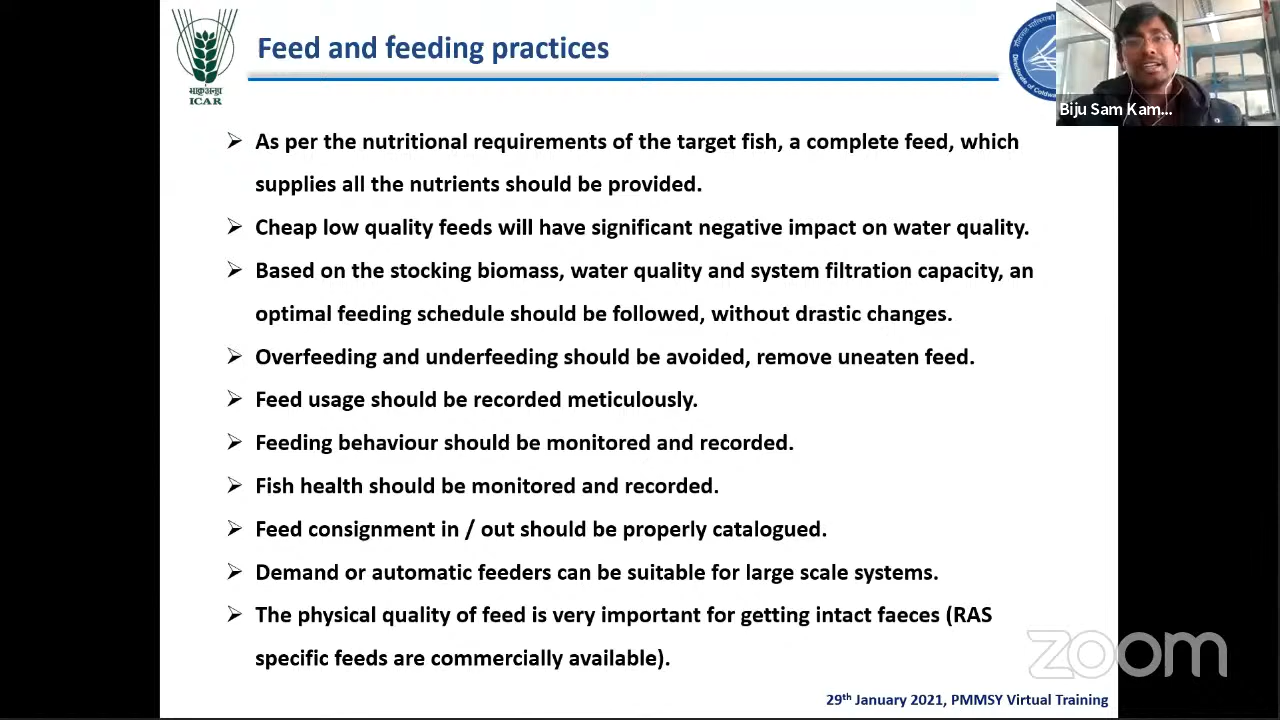 Feed and feeding practices
भाकृअनुप
ICAR
Biju Sam Kam...
As per the nutritional requirements of the target fish, a complete feed, which
supplies all the nutrients should be provided.
Cheap low quality feeds will have significant negative impact on water quality.
Based on the stocking biomass, water quality and system filtration capacity, an
optimal feeding schedule should be followed, without drastic changes.
Overfeeding and underfeeding should be avoided, remove uneaten feed.
Feed usage should be recorded meticulously.
Feeding behaviour should be monitored and recorded.
Fish health should be monitored and recorded.
Feed consignment in / out should be properly catalogued.
Demand or automatic feeders can be suitable for large scale systems.
The physical quality of feed is very important for getting intact faeces (RAS
specific feeds are commercially available).
zoom
29th January 2021, PMMSY Virtual Training